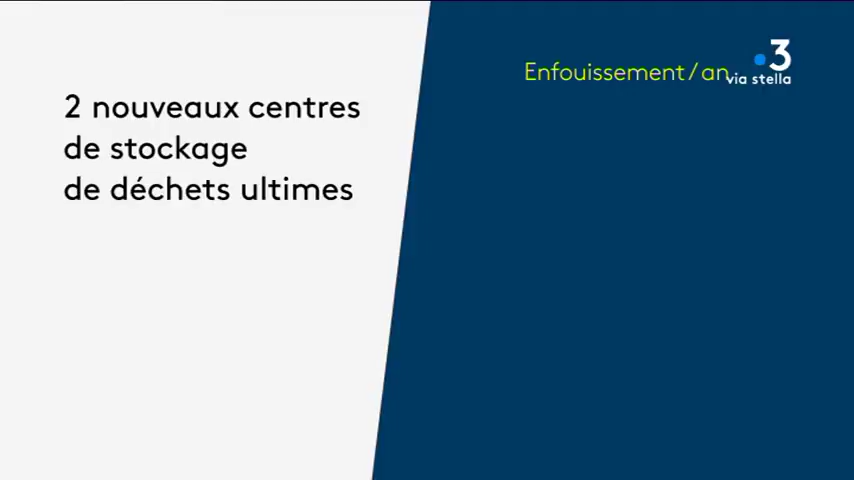 2 nouveaux centres
de stockage
de déchets ultimes
Enfouissement / an
3
via stella